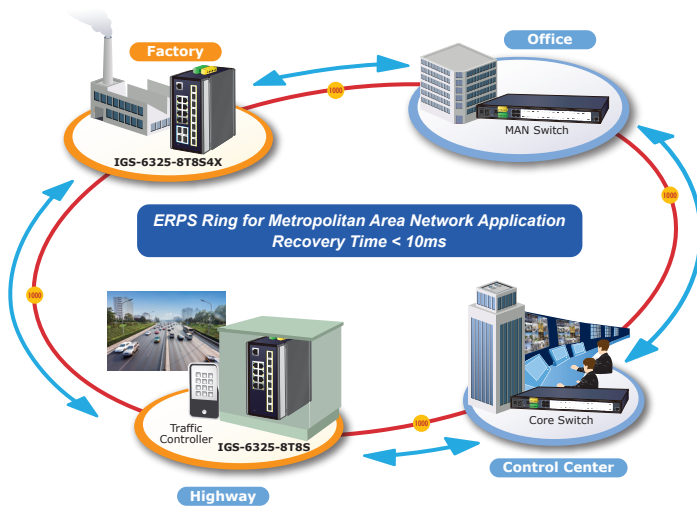 Factory
Office
1000
MAN Switch
IGS-6325-8T8S4X
1000
ERPS Ring for Metropolitan Area Network Application
Recovery Time < 10ms
1000
Traffic
Controller
IGS-6325-8T8S
1000
Core Switch
Control Center
Highway